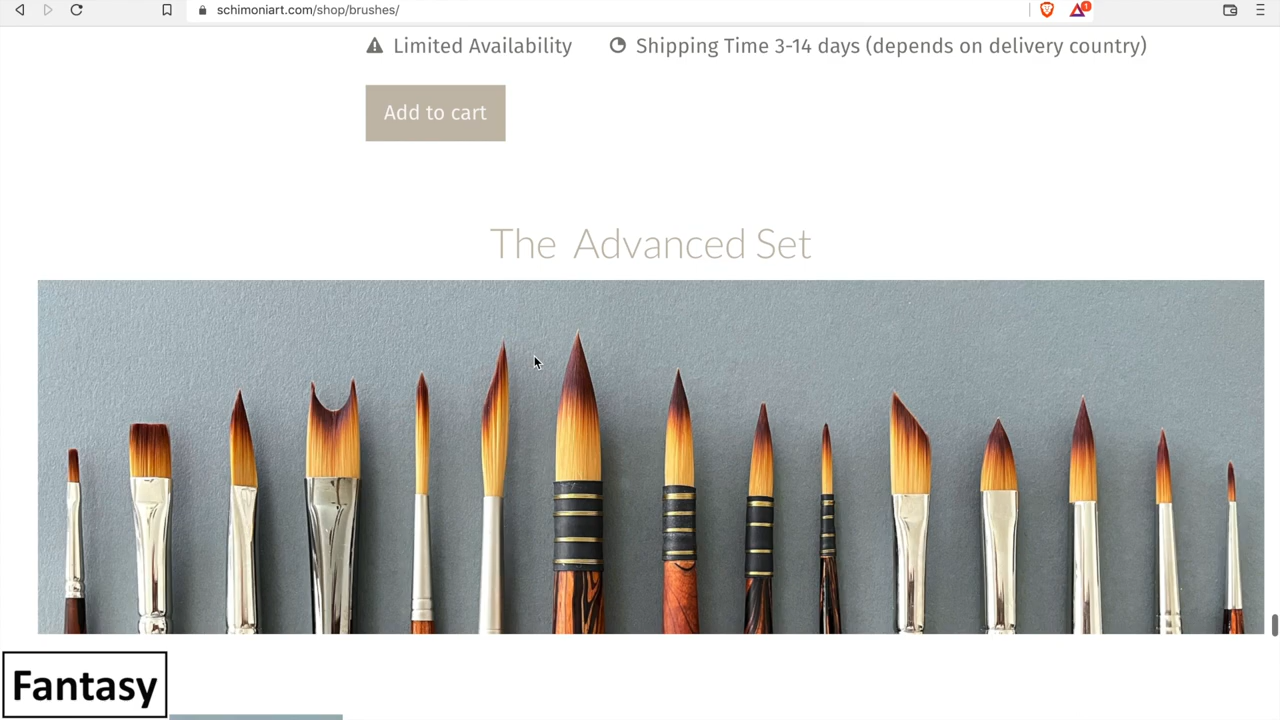 schimoniart.com/shop/brushes/
1
Limited Availability
Shipping Time 3-14 days (depends on delivery country)
Add to cart
The Advanced Set
Fantasy